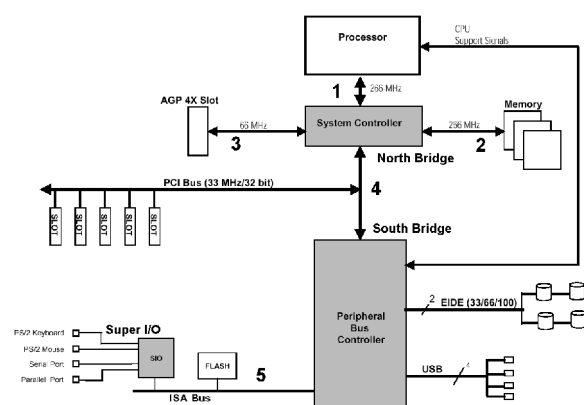 CPU
Support Signals
Processor
1
266 MHz
AGP 4X Slot
66 MHz
3
System Controller
266 MHz
2
Memory
North Bridge
PCI Bus (33 MHz/32 bit)
4
SLOT
SLOT
SLOT
SLOT
SLOT
South Bridge
Peripheral
Bus
Controller
2
EIDE (33/66/100)
USB
4
Super I/O
PS/2 Keyboard
PS/2 Mouse
Serial Port
Parallel Port
SIO
FLASH
5
ISA Bus